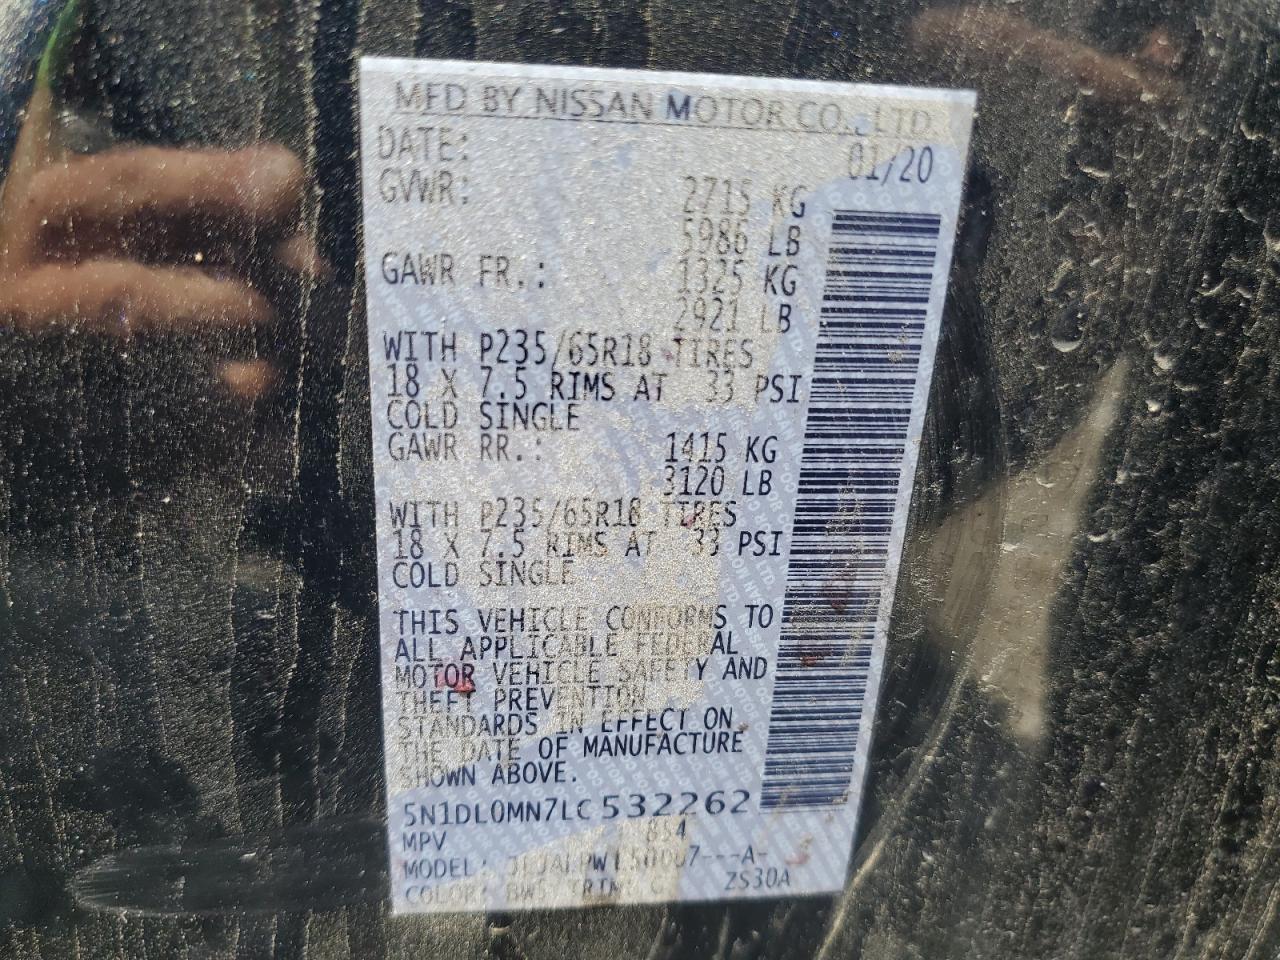 MFD BY NISSAN MOTOR CO., LTD.
DATE: 01/20
GVWR: 2715 KG
5986 LB
GAWR FR.: 1325 KG
2921 LB
WITH P235/65R18 TIRES
18 X 7.5 RIMS AT 33 PSI
COLD SINGLE
GAWR RR.: 1415 KG
3120 LB
WITH P235/65R18 TIRES
18 X 7.5 RIMS AT 33 PSI
COLD SINGLE
THIS VEHICLE CONFORMS TO
ALL APPLICABLE FEDERAL
MOTOR VEHICLE SAFETY AND
THEFT PREVENTION
STANDARDS IN EFFECT ON
THE DATE OF MANUFACTURE
SHOWN ABOVE.
5N1DL0MN7LC532262
MPV
MODEL:
COLOR: TRIM: ZS30A